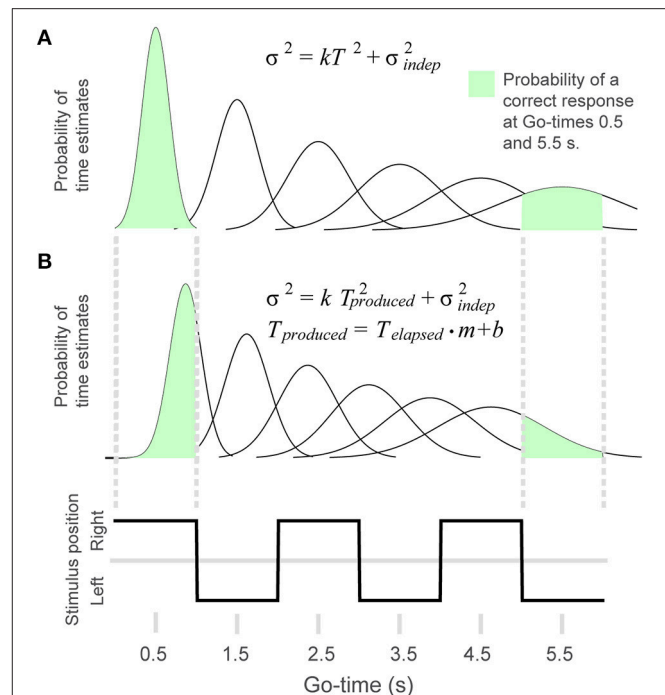 A
σ² = kT² + σ²indep
Probability of a
correct response
at Go-times 0.5
and 5.5 s.
Probability of
time estimates
B
σ² = k T²produced + σ²indep
Tproduced = Telapsed · m+b
Probability of
time estimates
Stimulus position
Right
Left
0.5 1.5 2.5 3.5 4.5 5.5
Go-time (s)